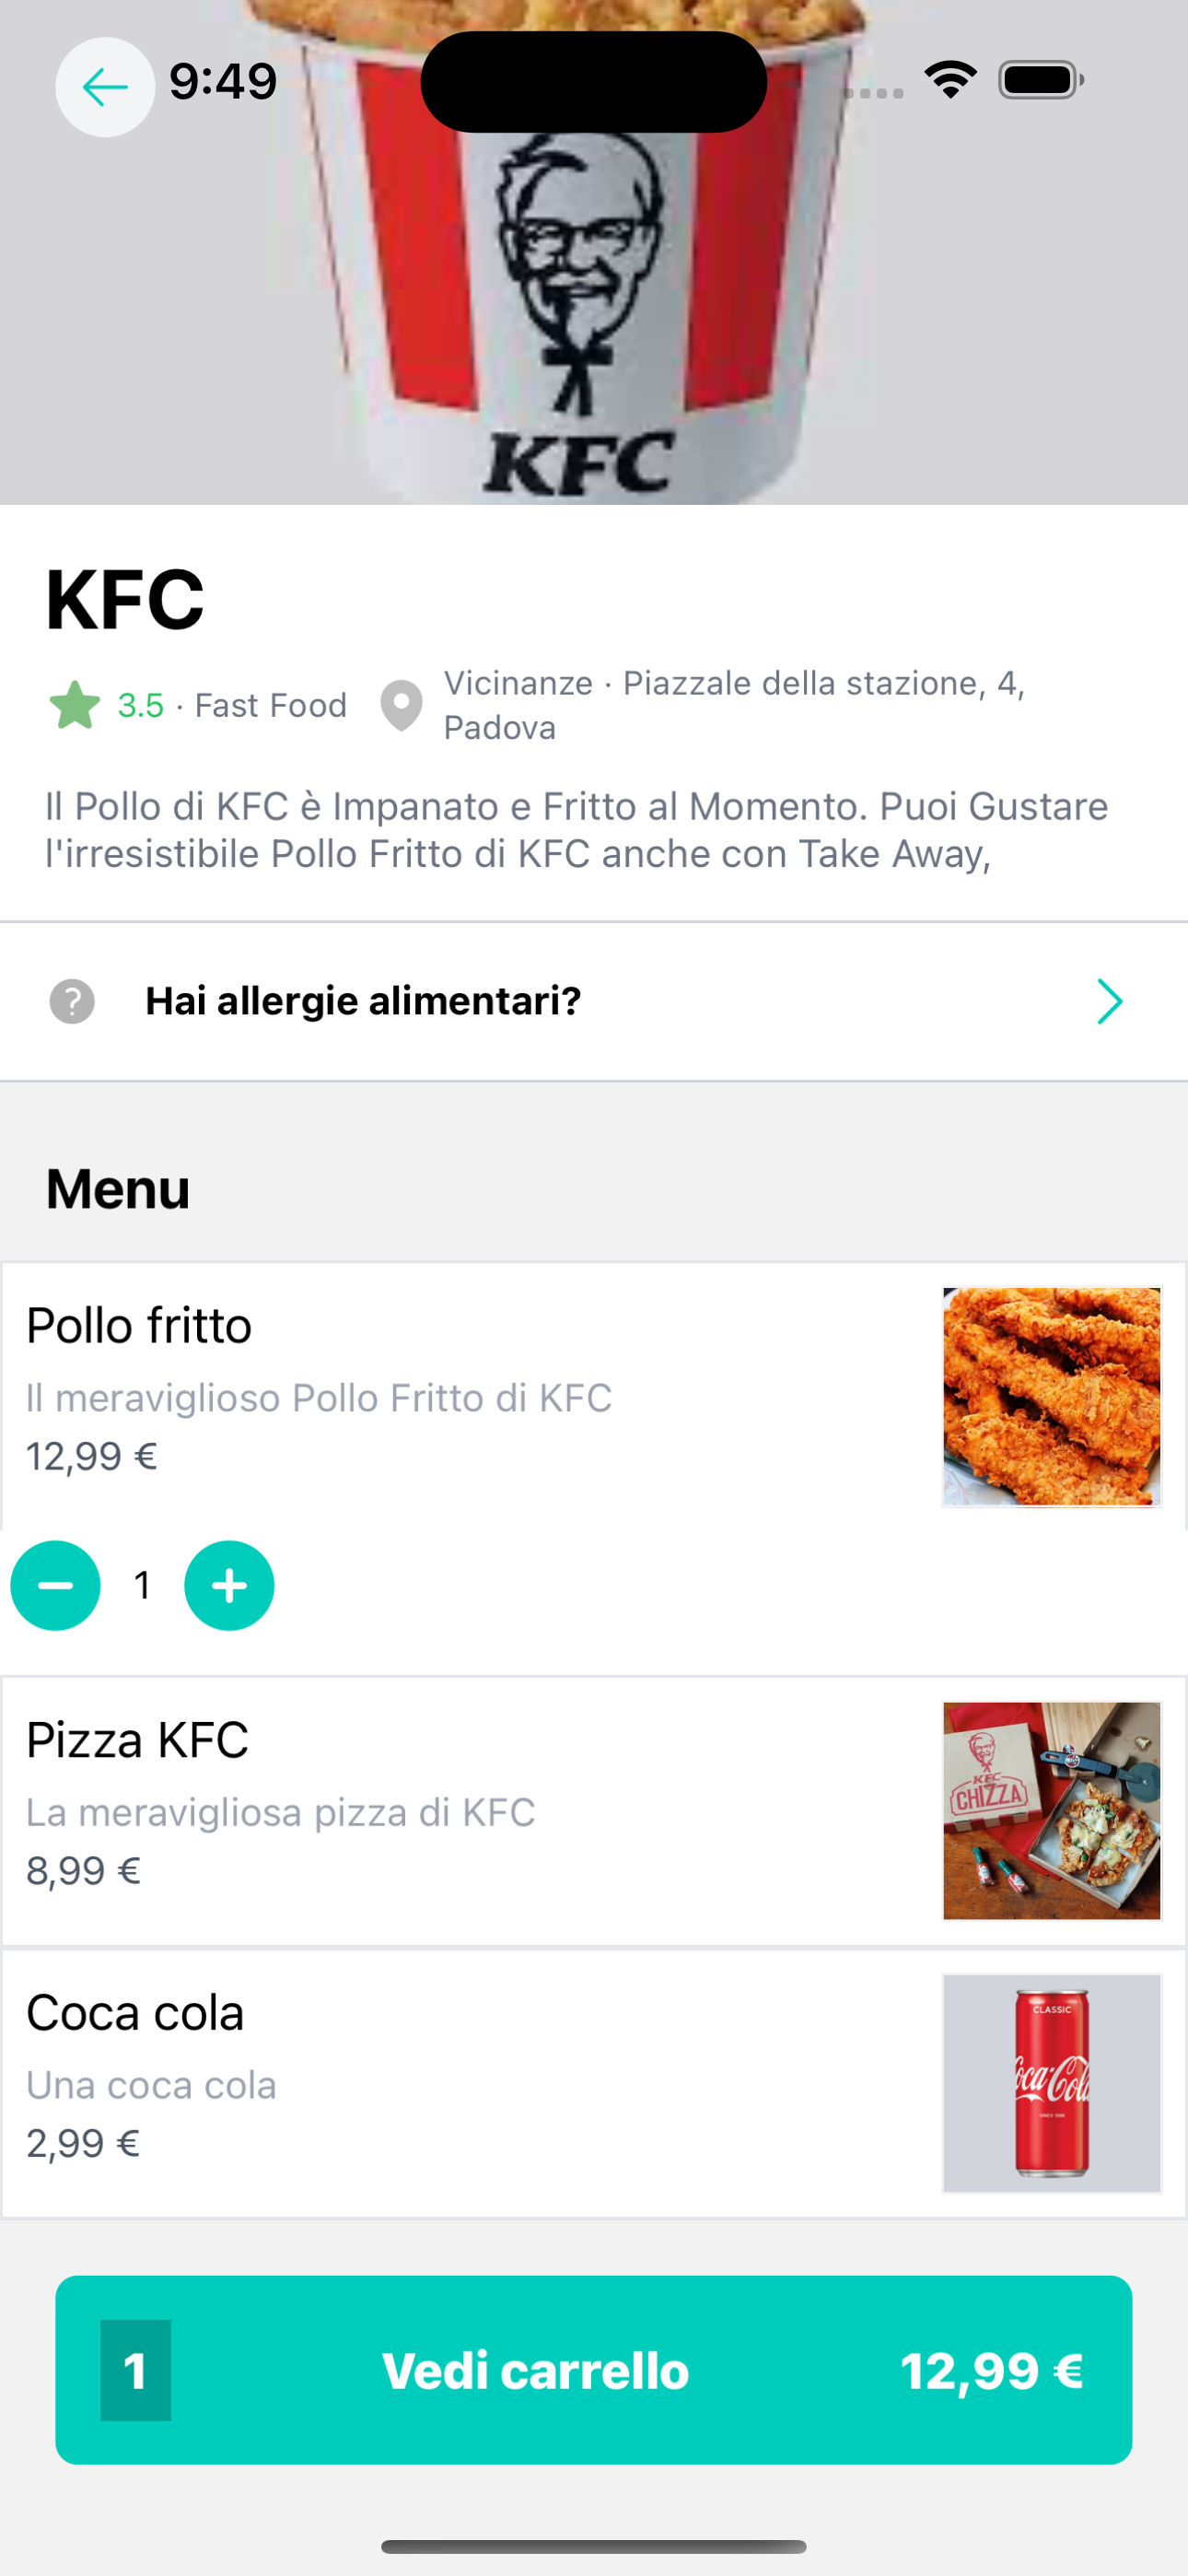 9:49
KFC
KFC
3.5 · Fast Food
Vicinanze · Piazzale della stazione, 4,
Padova
Il Pollo di KFC è Impanato e Fritto al Momento. Puoi Gustare
l'irresistibile Pollo Fritto di KFC anche con Take Away,
?
Hai allergie alimentari?
Menu
Pollo fritto
Il meraviglioso Pollo Fritto di KFC
12,99 €
1
Pizza KFC
La meravigliosa pizza di KFC
8,99 €
KFC
CHIZZA
Coca cola
Una coca cola
2,99 €
CLASSIC
Coca-Cola
1 Vedi carrello 12,99 €